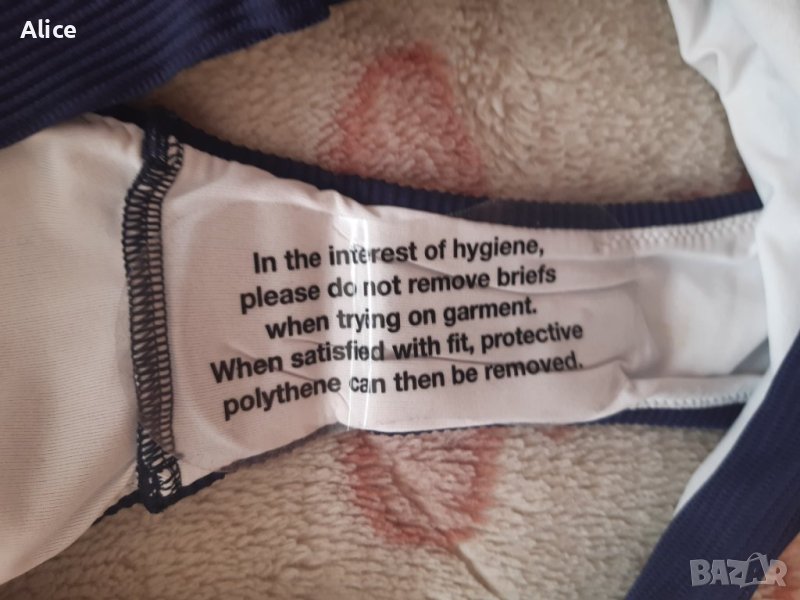 Alice
In the interest of hygiene,
please do not remove briefs
when trying on garment.
When satisfied with fit, protective
polythene can then be removed.
BAZAR